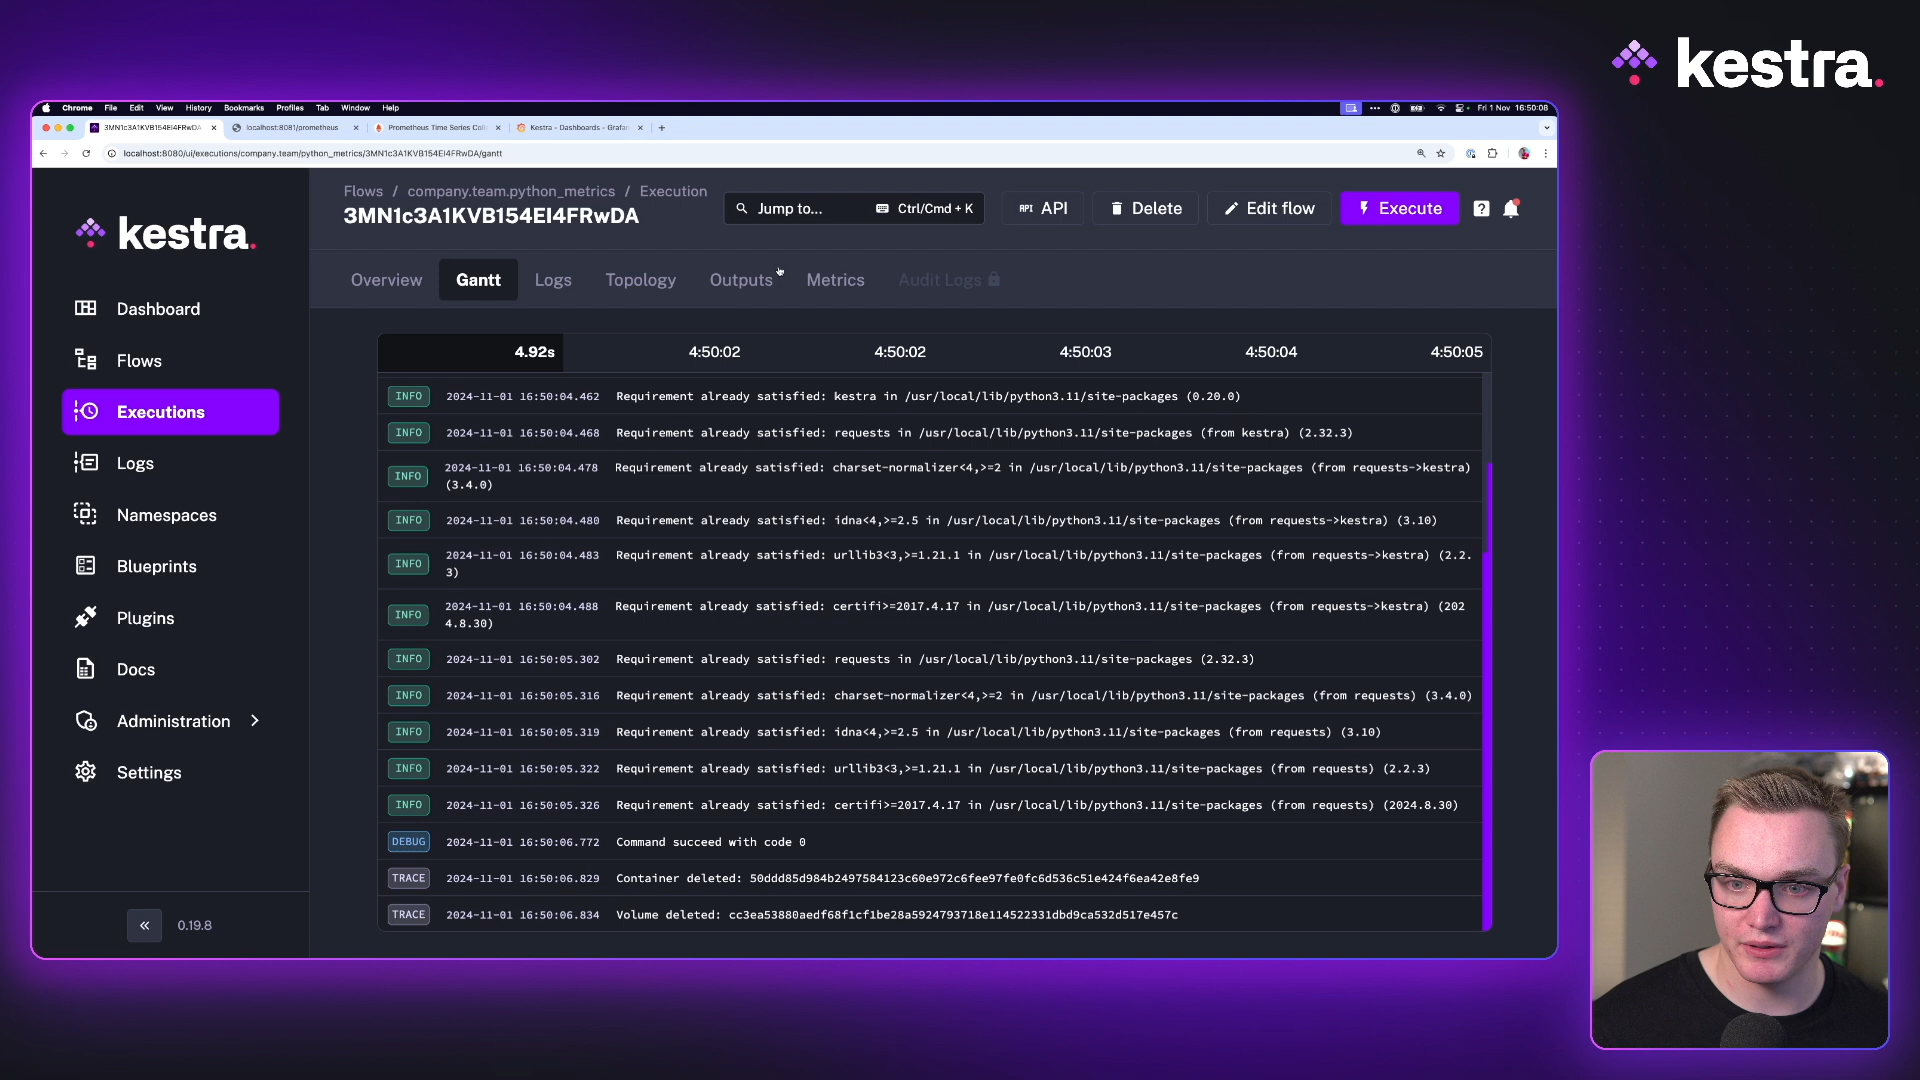 kestra.
Chrome File Edit View History Bookmarks Profiles Tab Window Help
Fri 1 Nov 16:50:08
3MN1c3A1KVB154EI4FRwDA
localhost:8081/prometheus
Prometheus Time Series Coll
Kestra - Dashboards - Grafan
localhost:8080/ui/executions/company.team/python_metrics/3MN1c3A1KVB154EI4FRwDA/gantt
kestra.
Dashboard
Flows
Executions
Logs
Namespaces
Blueprints
Plugins
Docs
Administration
Settings
0.19.8
Flows / company.team.python_metrics / Execution
3MN1c3A1KVB154EI4FRwDA
Jump to... Ctrl/Cmd + K
API API
Delete
Edit flow
Execute
Overview Gantt Logs Topology Outputs Metrics Audit Logs
4.92s 4:50:02 4:50:02 4:50:03 4:50:04 4:50:05
INFO 2024-11-01 16:50:04.462 Requirement already satisfied: kestra in /usr/local/lib/python3.11/site-packages (0.20.0)
INFO 2024-11-01 16:50:04.468 Requirement already satisfied: requests in /usr/local/lib/python3.11/site-packages (from kestra) (2.32.3)
INFO 2024-11-01 16:50:04.478 Requirement already satisfied: charset-normalizer<4,>=2 in /usr/local/lib/python3.11/site-packages (from requests->kestra)
(3.4.0)
INFO 2024-11-01 16:50:04.480 Requirement already satisfied: idna<4,>=2.5 in /usr/local/lib/python3.11/site-packages (from requests->kestra) (3.10)
INFO 2024-11-01 16:50:04.483 Requirement already satisfied: urllib3<3,>=1.21.1 in /usr/local/lib/python3.11/site-packages (from requests->kestra) (2.2.
3)
INFO 2024-11-01 16:50:04.488 Requirement already satisfied: certifi>=2017.4.17 in /usr/local/lib/python3.11/site-packages (from requests->kestra) (202
4.8.30)
INFO 2024-11-01 16:50:05.302 Requirement already satisfied: requests in /usr/local/lib/python3.11/site-packages (2.32.3)
INFO 2024-11-01 16:50:05.316 Requirement already satisfied: charset-normalizer<4,>=2 in /usr/local/lib/python3.11/site-packages (from requests) (3.4.0)
INFO 2024-11-01 16:50:05.319 Requirement already satisfied: idna<4,>=2.5 in /usr/local/lib/python3.11/site-packages (from requests) (3.10)
INFO 2024-11-01 16:50:05.322 Requirement already satisfied: urllib3<3,>=1.21.1 in /usr/local/lib/python3.11/site-packages (from requests) (2.2.3)
INFO 2024-11-01 16:50:05.326 Requirement already satisfied: certifi>=2017.4.17 in /usr/local/lib/python3.11/site-packages (from requests) (2024.8.30)
DEBUG 2024-11-01 16:50:06.772 Command succeed with code 0
TRACE 2024-11-01 16:50:06.829 Container deleted: 50ddd85d984b2497584123c60e972c6fee97fe0fc6d536c51e424f6ea42e8fe9
TRACE 2024-11-01 16:50:06.834 Volume deleted: cc3ea53880aedf68f1cf1be28a5924793718e114522331dbd9ca532d517e457c